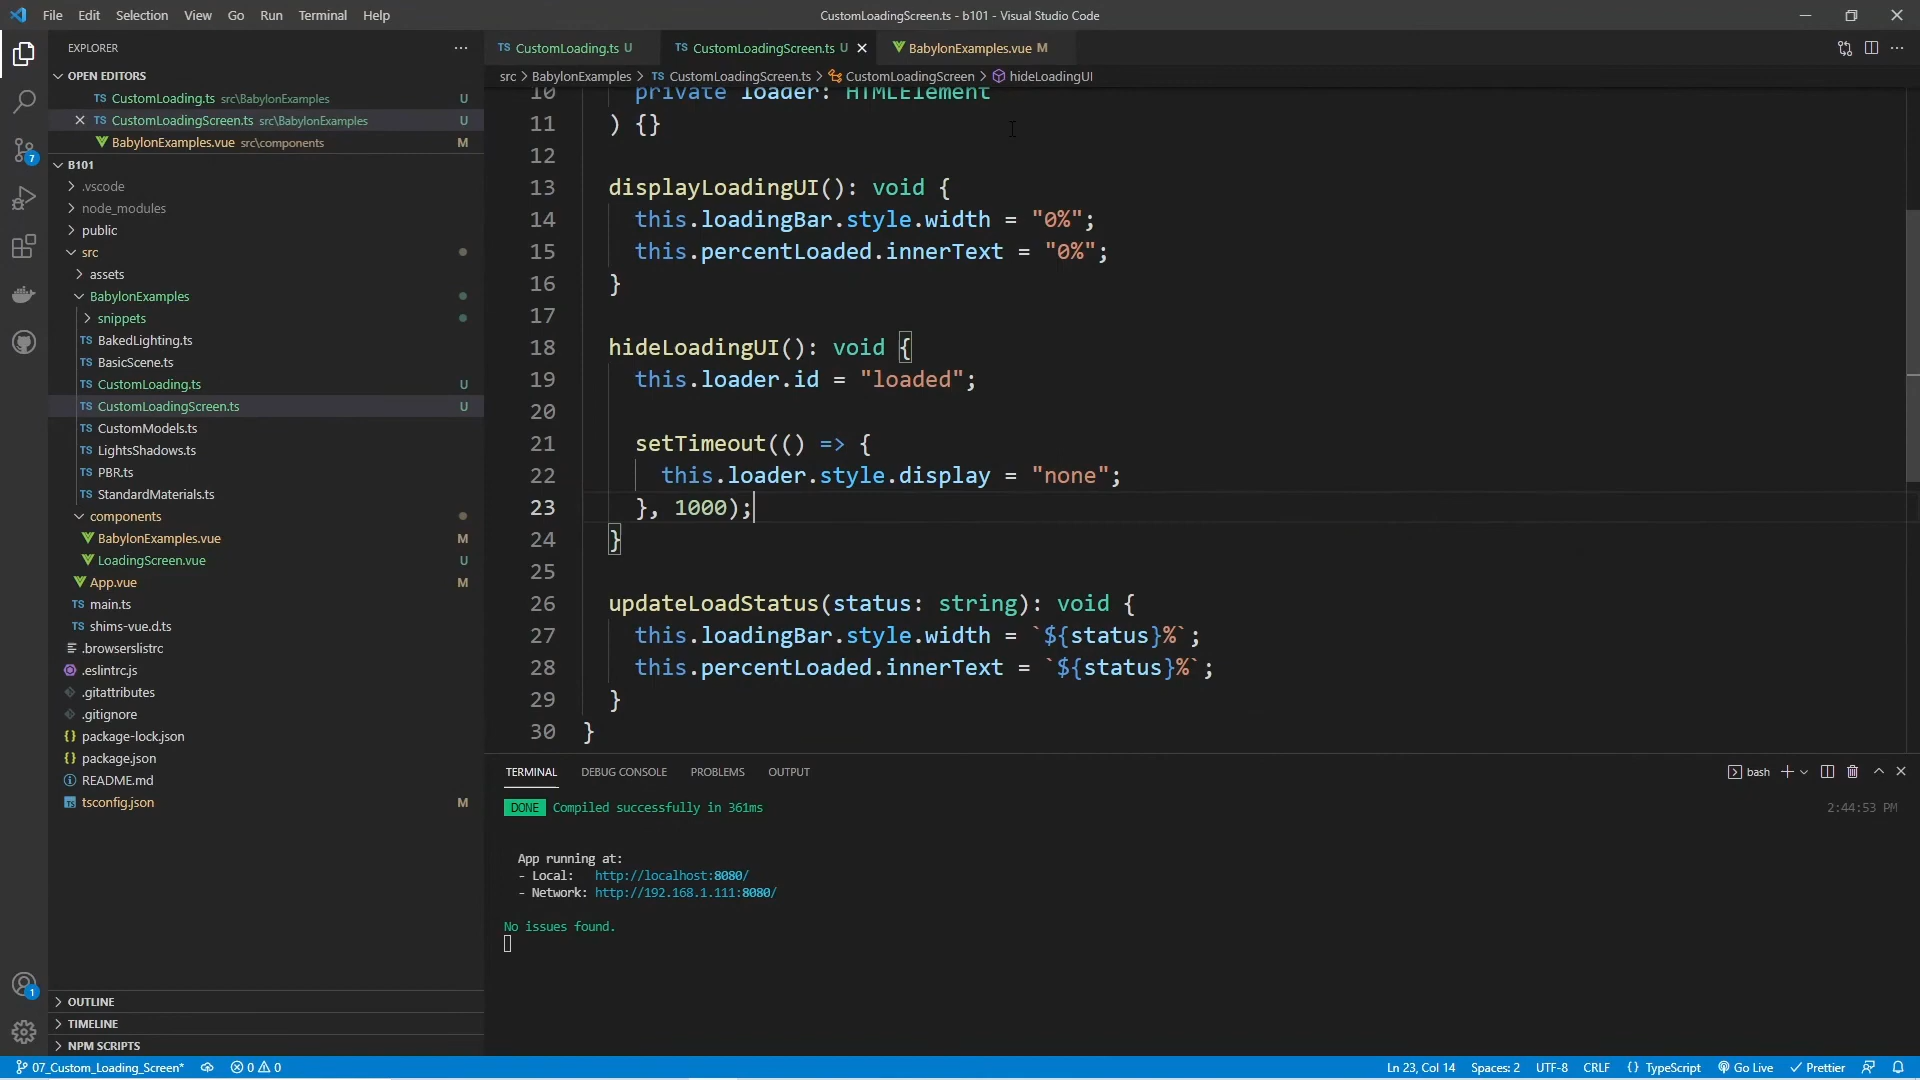 File Edit Selection View Go Run Terminal Help
CustomLoadingScreen.ts - b101 - Visual Studio Code
EXPLORER
OPEN EDITORS
TS CustomLoading.ts src\BabylonExamples U
TS CustomLoadingScreen.ts src\BabylonExamples U
BabylonExamples.vue src\components M
B101
.vscode
node_modules
public
src
assets
BabylonExamples
snippets
TS BakedLighting.ts
TS BasicScene.ts
TS CustomLoading.ts U
TS CustomLoadingScreen.ts U
TS CustomModels.ts
TS LightsShadows.ts
TS PBR.ts
TS StandardMaterials.ts
components
BabylonExamples.vue M
LoadingScreen.vue U
App.vue M
TS main.ts
TS shims-vue.d.ts
.browserslistrc
.eslintrc.js
.gitattributes
.gitignore
{} package-lock.json
{} package.json
README.md
TS tsconfig.json M
OUTLINE
TIMELINE
NPM SCRIPTS
7
1
TS CustomLoading.ts U
TS CustomLoadingScreen.ts U
BabylonExamples.vue M
src > BabylonExamples > TS CustomLoadingScreen.ts > CustomLoadingScreen > hideLoadingUI
10 private loader: HTMLElement
11 ) {}
12
13 displayLoadingUI(): void {
14 this.loadingBar.style.width = "0%";
15 this.percentLoaded.innerText = "0%";
16 }
17
18 hideLoadingUI(): void {
19 this.loader.id = "loaded";
20
21 setTimeout(() => {
22 this.loader.style.display = "none";
23 }, 1000);
24 }
25
26 updateLoadStatus(status: string): void {
27 this.loadingBar.style.width = `${status}%`;
28 this.percentLoaded.innerText = `${status}%`;
29 }
30 }
TERMINAL DEBUG CONSOLE PROBLEMS OUTPUT
bash
DONE Compiled successfully in 361ms 2:44:53 PM
App running at:
- Local: http://localhost:8080/
- Network: http://192.168.1.111:8080/
No issues found.
07_Custom_Loading_Screen* 0 0
Ln 23, Col 14 Spaces: 2 UTF-8 CRLF {} TypeScript Go Live Prettier